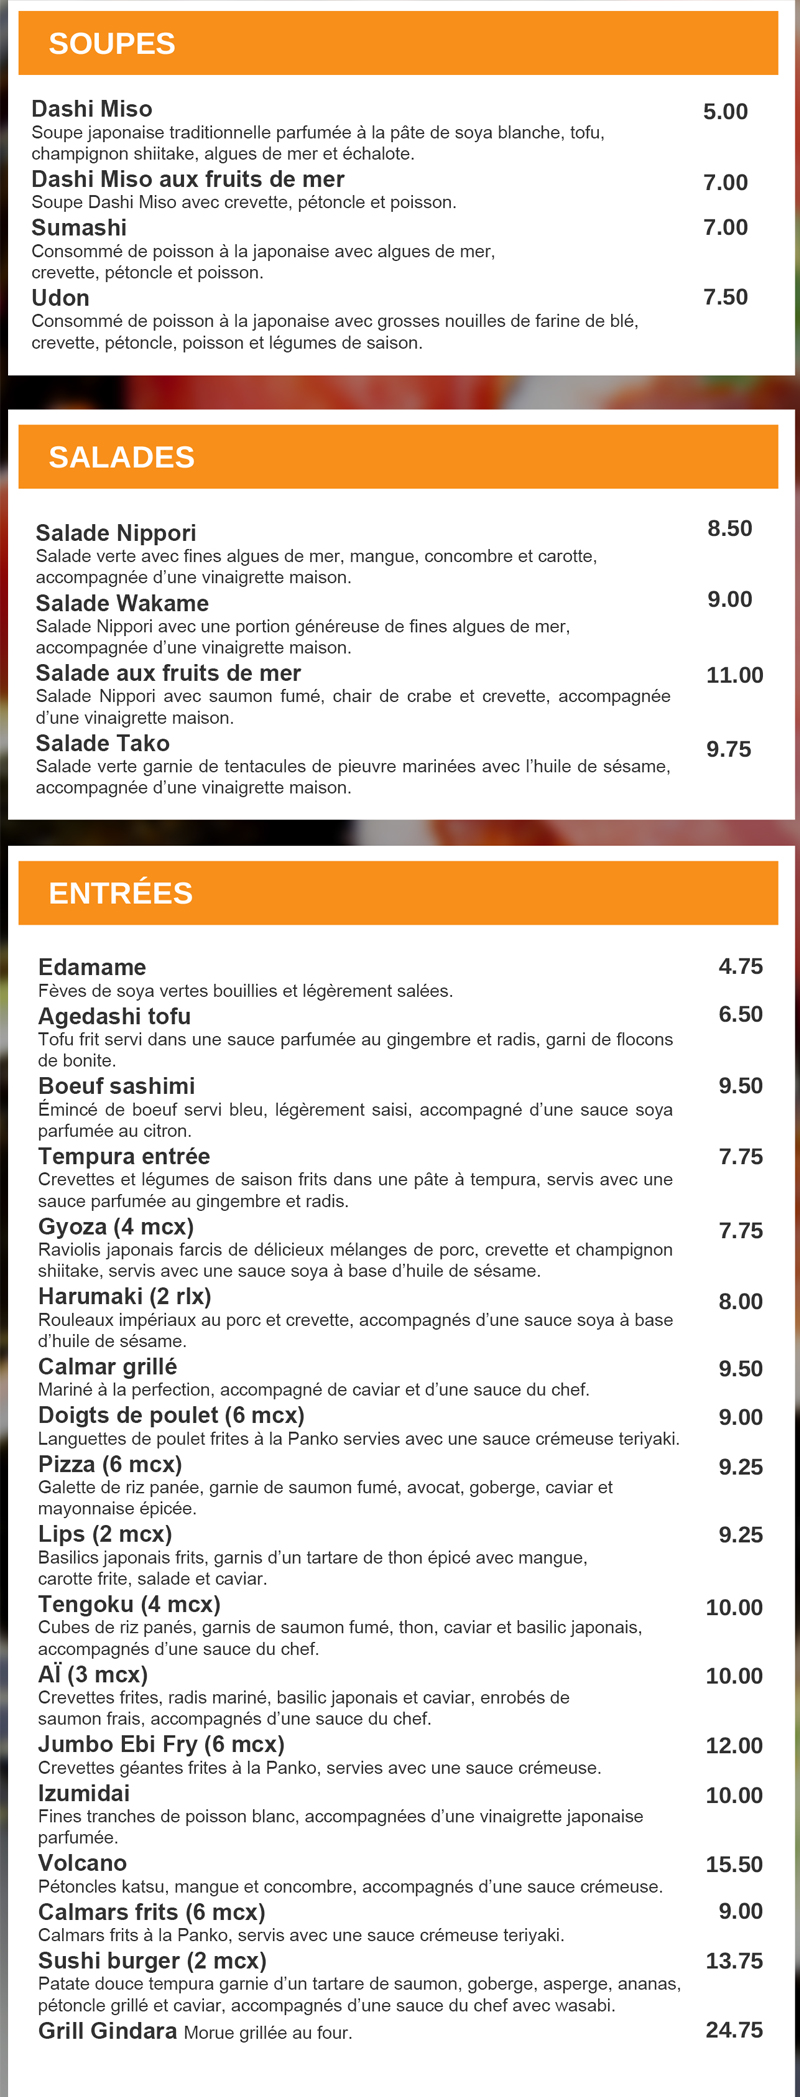 SOUPES
Dashi Miso 5.00
Soupe japonaise traditionnelle parfumée à la pâte de soya blanche, tofu,
champignon shiitake, algues de mer et échalote.
Dashi Miso aux fruits de mer 7.00
Soupe Dashi Miso avec crevette, pétoncle et poisson.
Sumashi 7.00
Consommé de poisson à la japonaise avec algues de mer,
crevette, pétoncle et poisson.
Udon 7.50
Consommé de poisson à la japonaise avec grosses nouilles de farine de blé,
crevette, pétoncle, poisson et légumes de saison.
SALADES
Salade Nippori 8.50
Salade verte avec fines algues de mer, mangue, concombre et carotte,
accompagnée d'une vinaigrette maison.
Salade Wakame 9.00
Salade Nippori avec une portion généreuse de fines algues de mer,
accompagnée d'une vinaigrette maison.
Salade aux fruits de mer 11.00
Salade Nippori avec saumon fumé, chair de crabe et crevette, accompagnée
d'une vinaigrette maison.
Salade Tako 9.75
Salade verte garnie de tentacules de pieuvre marinées avec l'huile de sésame,
accompagnée d'une vinaigrette maison.
ENTRÉES
Edamame 4.75
Fèves de soya vertes bouillies et légèrement salées.
Agedashi tofu 6.50
Tofu frit servi dans une sauce parfumée au gingembre et radis, garni de flocons
de bonite.
Boeuf sashimi 9.50
Émincé de boeuf servi bleu, légèrement saisi, accompagné d'une sauce soya
parfumée au citron.
Tempura entrée 7.75
Crevettes et légumes de saison frits dans une pâte à tempura, servis avec une
sauce parfumée au gingembre et radis.
Gyoza (4 mcx) 7.75
Raviolis japonais farcis de délicieux mélanges de porc, crevette et champignon
shiitake, servis avec une sauce soya à base d'huile de sésame.
Harumaki (2 rlx) 8.00
Rouleaux impériaux au porc et crevette, accompagnés d'une sauce soya à base
d'huile de sésame.
Calmar grillé 9.50
Mariné à la perfection, accompagné de caviar et d'une sauce du chef.
Doigts de poulet (6 mcx) 9.00
Languettes de poulet frites à la Panko servies avec une sauce crémeuse teriyaki.
Pizza (6 mcx) 9.25
Galette de riz panée, garnie de saumon fumé, avocat, goberge, caviar et
mayonnaise épicée.
Lips (2 mcx) 9.25
Basilics japonais frits, garnis d'un tartare de thon épicé avec mangue,
carotte frite, salade et caviar.
Tengoku (4 mcx) 10.00
Cubes de riz panés, garnis de saumon fumé, thon, caviar et basilic japonais,
accompagnés d'une sauce du chef.
AÏ (3 mcx) 10.00
Crevettes frites, radis mariné, basilic japonais et caviar, enrobés de
saumon frais, accompagnés d'une sauce du chef.
Jumbo Ebi Fry (6 mcx) 12.00
Crevettes géantes frites à la Panko, servies avec une sauce crémeuse.
Izumidai 10.00
Fines tranches de poisson blanc, accompagnées d'une vinaigrette japonaise
parfumée.
Volcano 15.50
Pétoncles katsu, mangue et concombre, accompagnés d'une sauce crémeuse.
Calmars frits (6 mcx) 9.00
Calmars frits à la Panko, servis avec une sauce crémeuse teriyaki.
Sushi burger (2 mcx) 13.75
Patate douce tempura garnie d'un tartare de saumon, goberge, asperge, ananas,
pétoncle grillé et caviar, accompagnés d'une sauce du chef avec wasabi.
Grill Gindara Morue grillée au four. 24.75